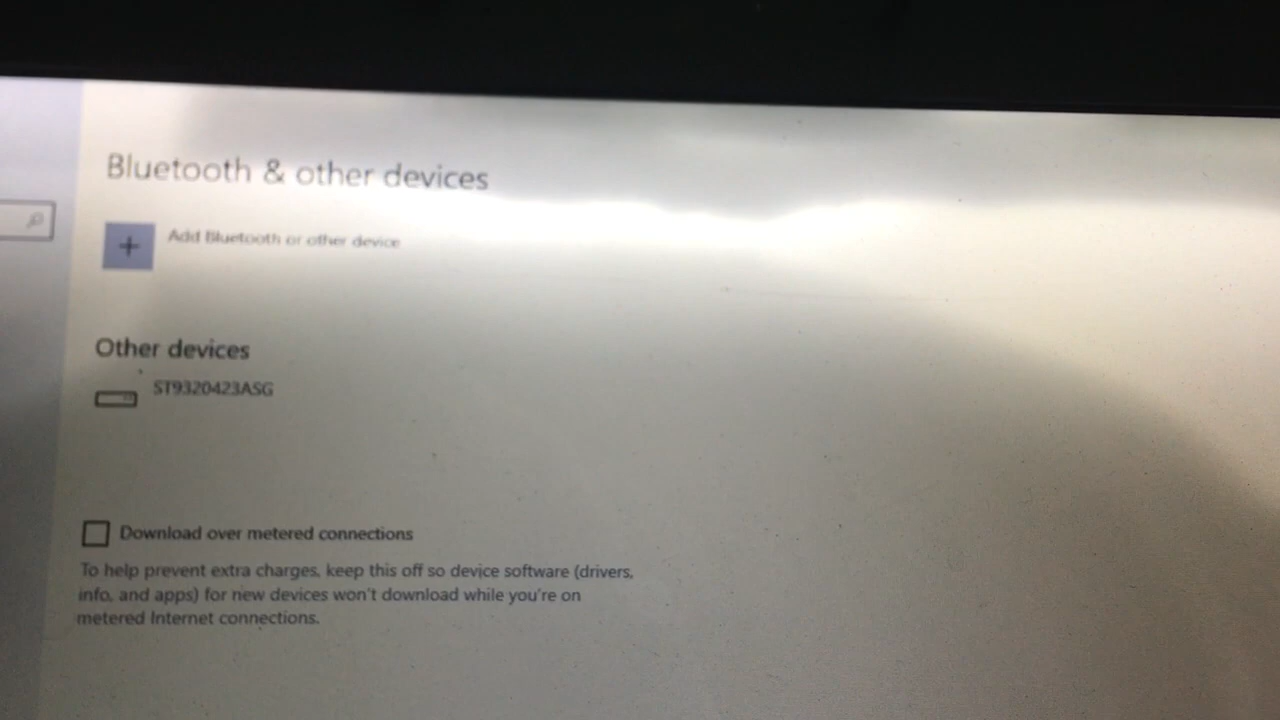 Bluetooth & other devices
Add Bluetooth or other device
Other devices
ST9320423ASG
Download over metered connections
To help prevent extra charges, keep this off so device software (drivers,
info, and apps) for new devices won't download while you're on
metered Internet connections.